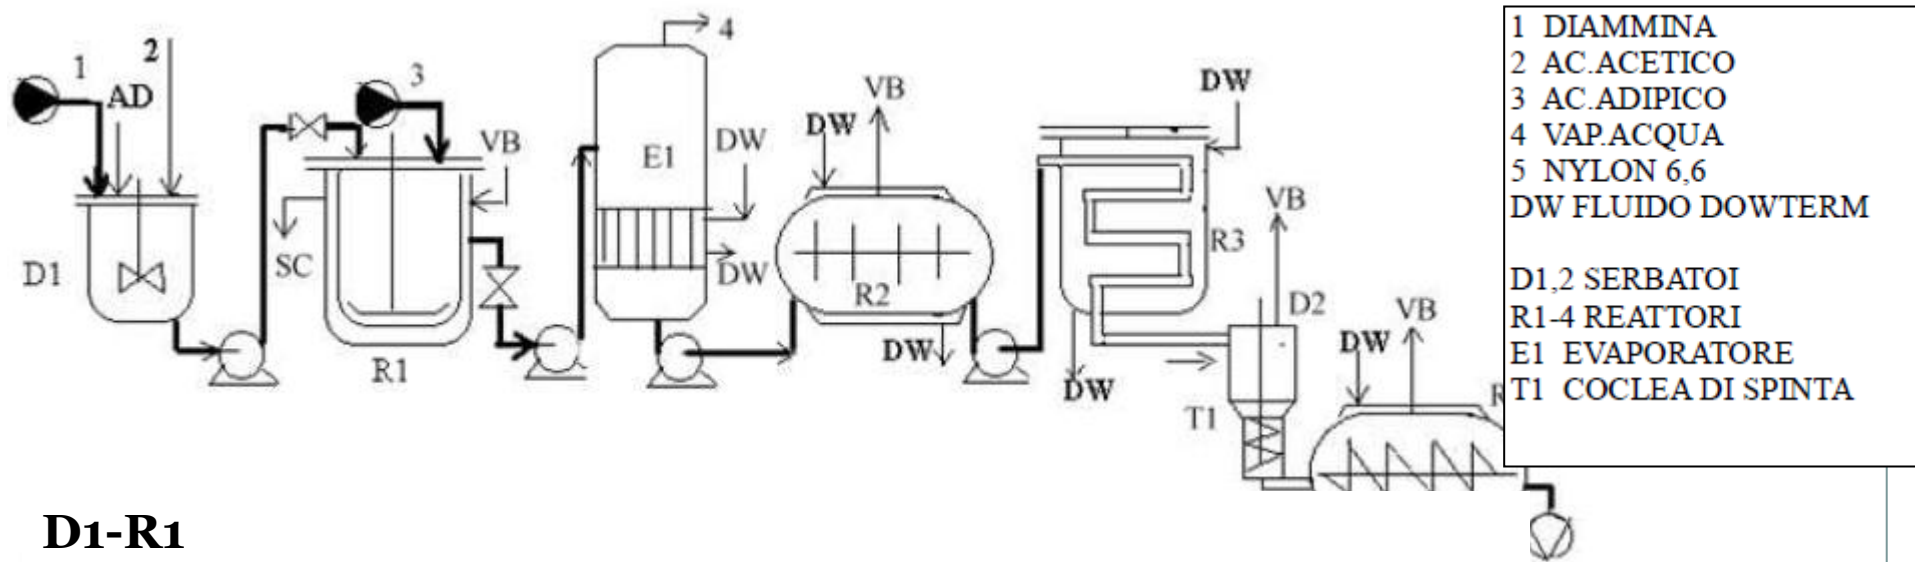 1
AD
2
D1
3
VB
SC
R1
4
E1
DW
DW
DW
VB
R2
DW
DW
R3
DW
VB
D2
T1
DW
VB
R
1 DIAMMINA
2 AC.ACETICO
3 AC.ADIPICO
4 VAP.ACQUA
5 NYLON 6,6
DW FLUIDO DOWTERM
D1,2 SERBATOI
R1-4 REATTORI
E1 EVAPORATORE
T1 COCLEA DI SPINTA
D1-R1